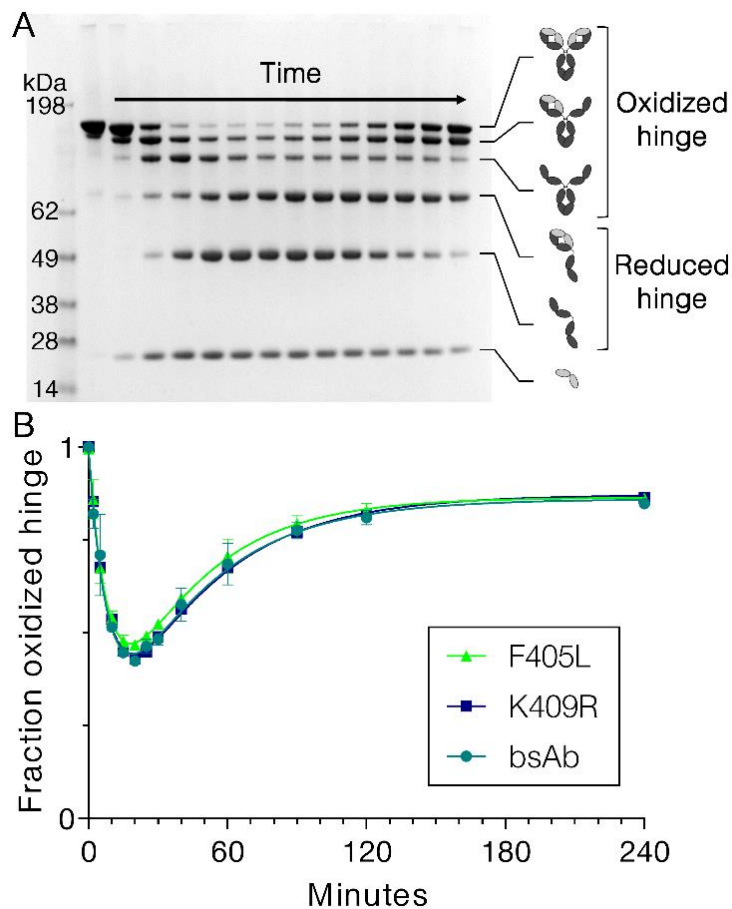 A
kDa
198
62
49
38
28
14
Time
Oxidized
hinge
Reduced
hinge
B
Fraction oxidized hinge
1
0
0 60 120 180 240
Minutes
F405L
K409R
bsAb